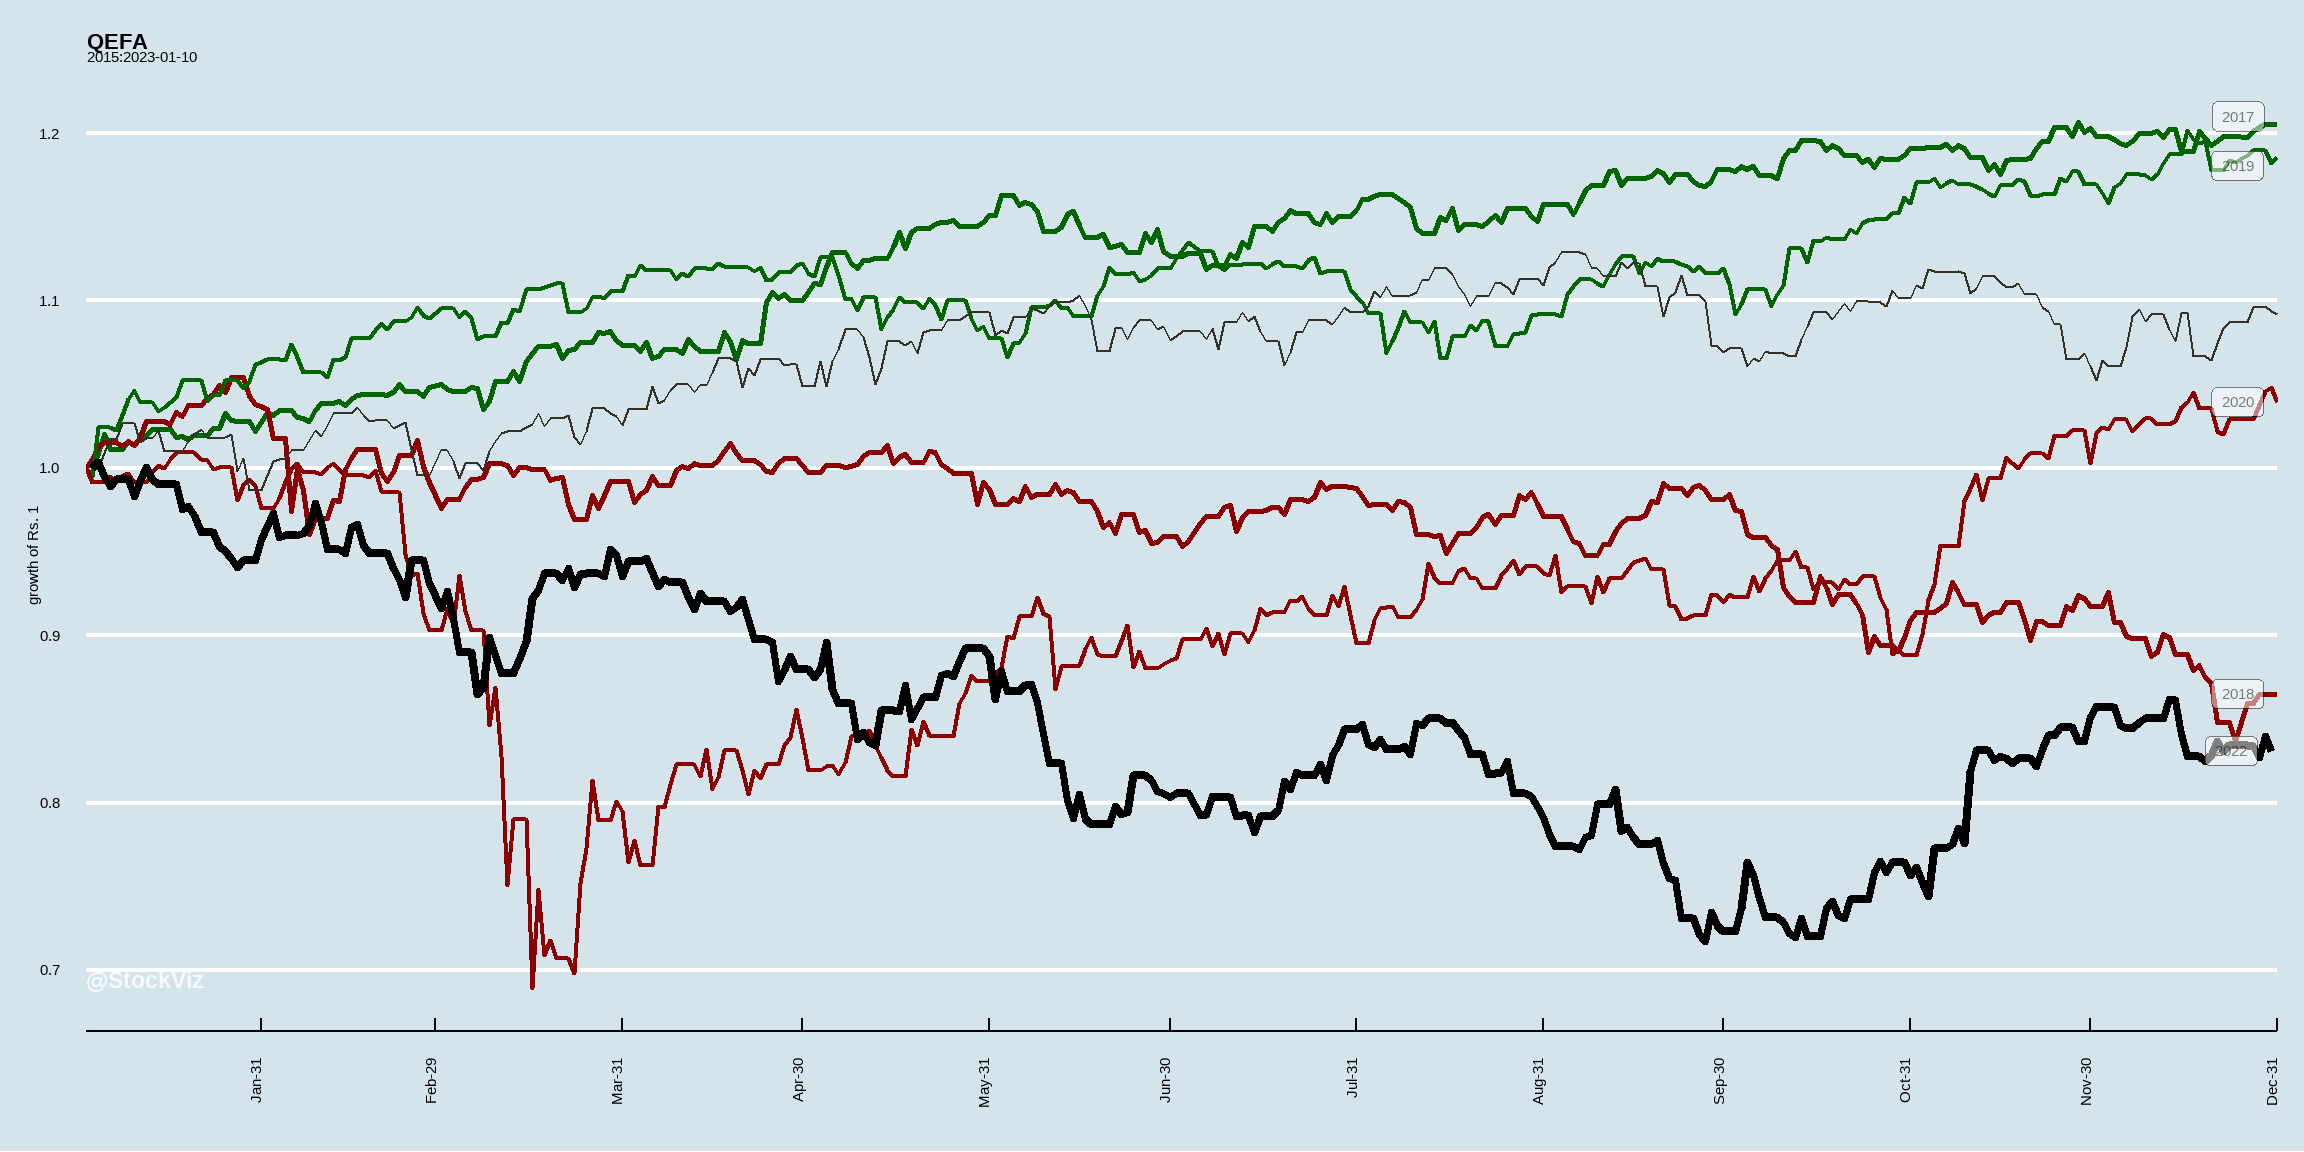 QEFA
2015:2023-01-10
1.2
1.1
1.0
0.9
0.8
0.7
growth of Rs. 1
2017
2019
2020
2018
2022
@StockViz
Jan-31
Feb-29
Mar-31
Apr-30
May-31
Jun-30
Jul-31
Aug-31
Sep-30
Oct-31
Nov-30
Dec-31